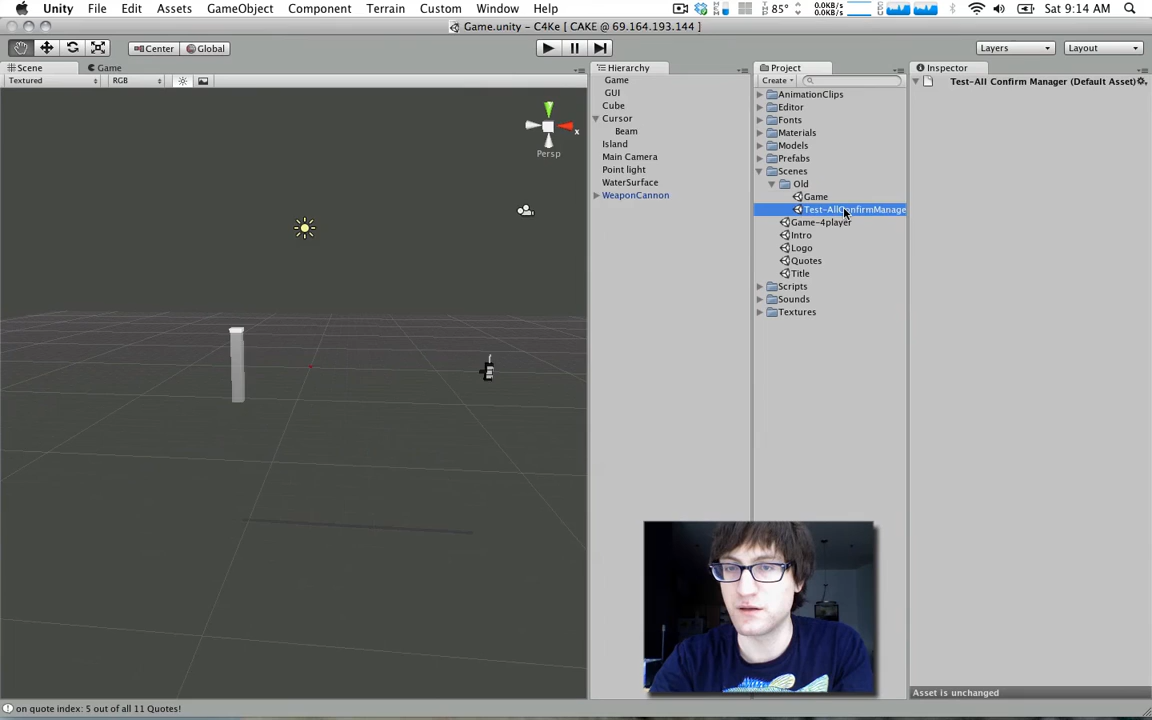 Unity File Edit Assets GameObject Component Terrain Custom Window Help 85° 0.0KB/s 0.0KB/s Sat 9:14 AM
Game.unity – C4Ke [ CAKE @ 69.164.193.144 ]
Center Global Layers Layout
Scene Game Hierarchy Project Inspector
Textured RGB Create
Test-All Confirm Manager (Default Asset)
Game
GUI
Cube
Cursor
Beam
Island
Main Camera
Point light
WaterSurface
WeaponCannon
AnimationClips
Editor
Fonts
Materials
Models
Prefabs
Scenes
Old
Game
Test-AllConfirmManage
Game-4player
Intro
Logo
Quotes
Title
Scripts
Sounds
Textures
x
Persp
Asset is unchanged
on quote index: 5 out of all 11 Quotes!